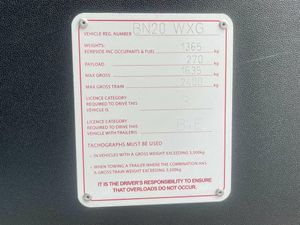 VEHICLE REG. NUMBER BN20 WXG
WEIGHTS:
KERBSIDE INC OCCUPANTS & FUEL 1365 kg
PAYLOAD 270 kg
MAX GROSS 1635 kg
MAX GROSS TRAIN kg
LICENCE CATEGORY
REQUIRED TO DRIVE THIS
VEHICLE IS
LICENCE CATEGORY
REQUIRED TO DRIVE THIS
VEHICLE WITH TRAILER IS
TACHOGRAPHS MUST BE USED
• IN VEHICLES WITH A GROSS WEIGHT EXCEEDING 3,500kg
• WHEN TOWING A TRAILER WHERE THE COMBINATION HAS
A GROSS TRAIN WEIGHT EXCEEDING 3,500kg
IT IS THE DRIVER'S RESPONSIBILITY TO ENSURE
THAT OVERLOADS DO NOT OCCUR.